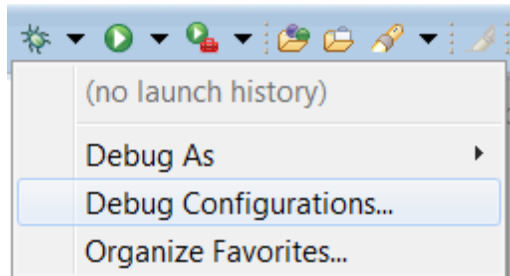 (no launch history)
Debug As
Debug Configurations...
Organize Favorites...